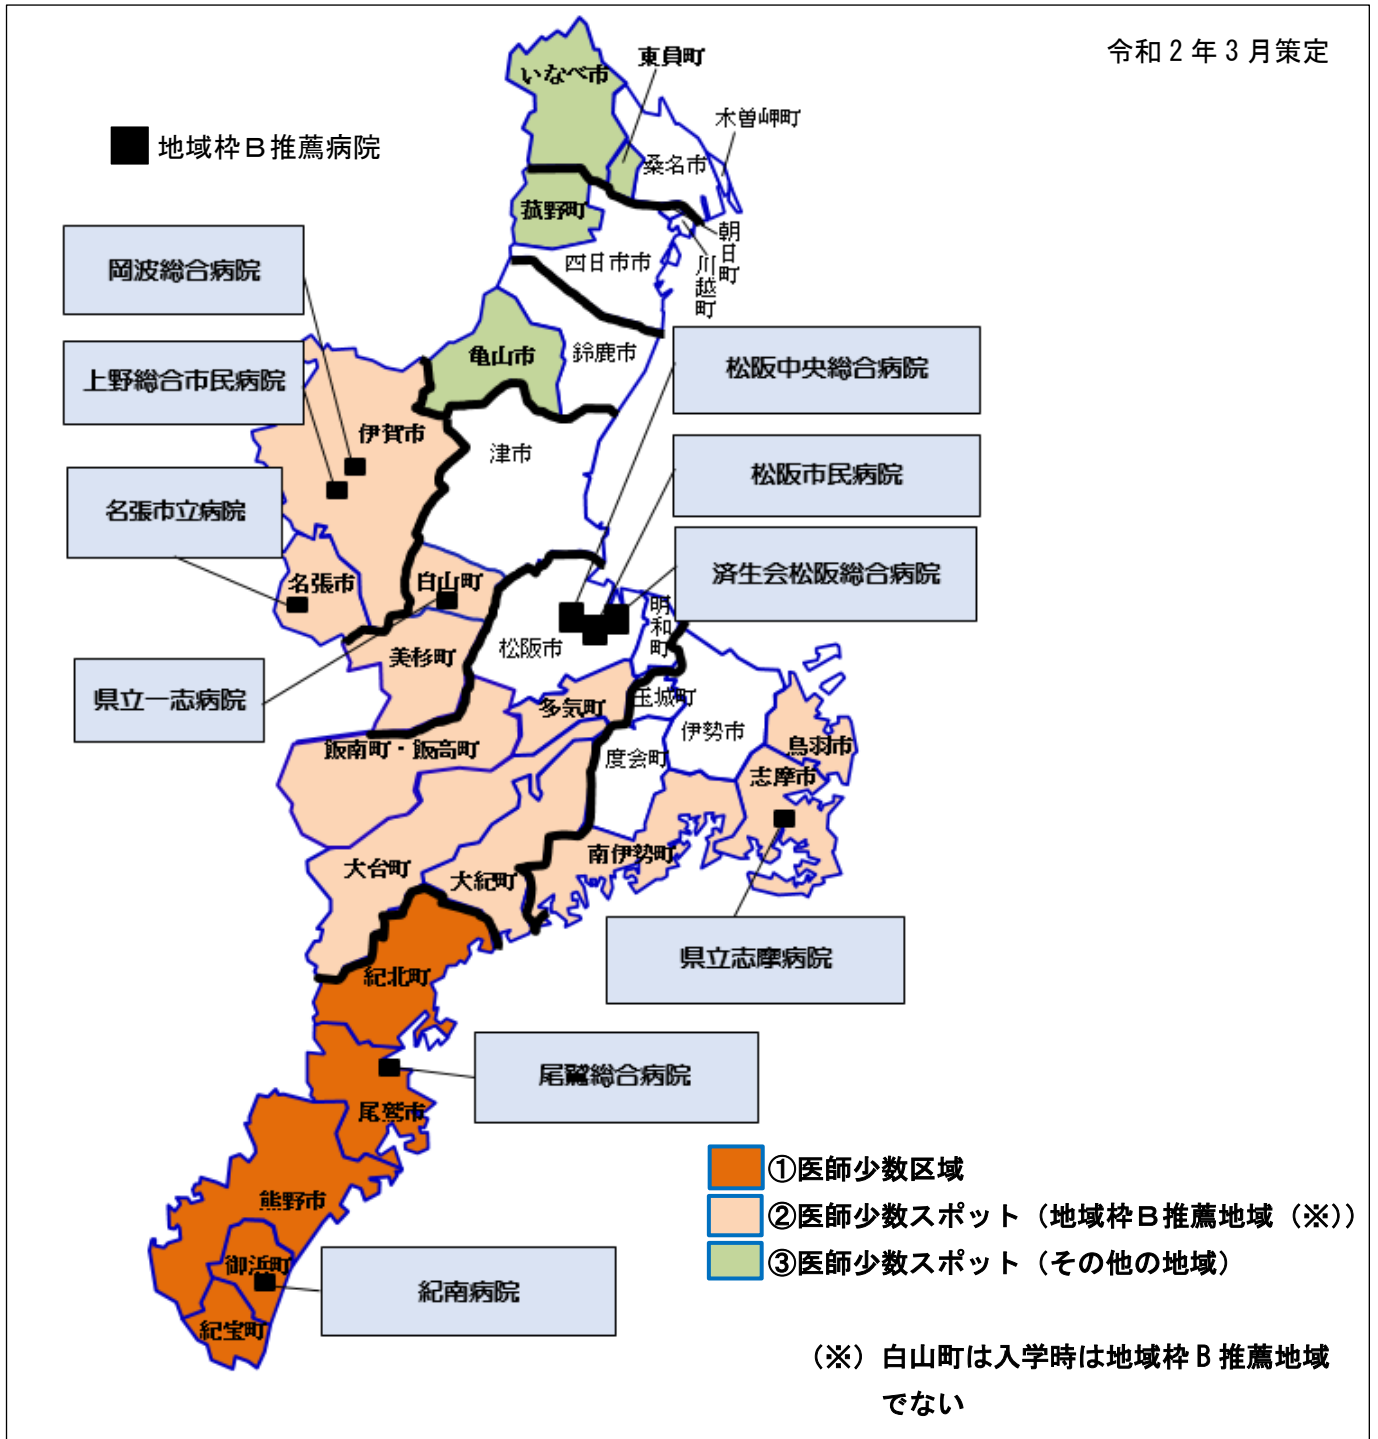 令和２年３月策定
地域枠Ｂ推薦病院
いなべ市
東員町
木曽岬町
桑名市
菰野町
朝日町
川越町
四日市市
岡波総合病院
亀山市
鈴鹿市
上野総合市民病院
松阪中央総合病院
伊賀市
津市
松阪市民病院
名張市立病院
済生会松阪総合病院
名張市
白山町
明和町
松阪市
美杉町
県立一志病院
多気町
玉城町
伊勢市
飯南町・飯高町
度会町
鳥羽市
志摩市
南伊勢町
大台町
大紀町
県立志摩病院
紀北町
尾鷲総合病院
尾鷲市
①医師少数区域
熊野市
②医師少数スポット（地域枠Ｂ推薦地域（※））
③医師少数スポット（その他の地域）
御浜町
紀南病院
紀宝町
（※）白山町は入学時は地域枠Ｂ推薦地域
でない